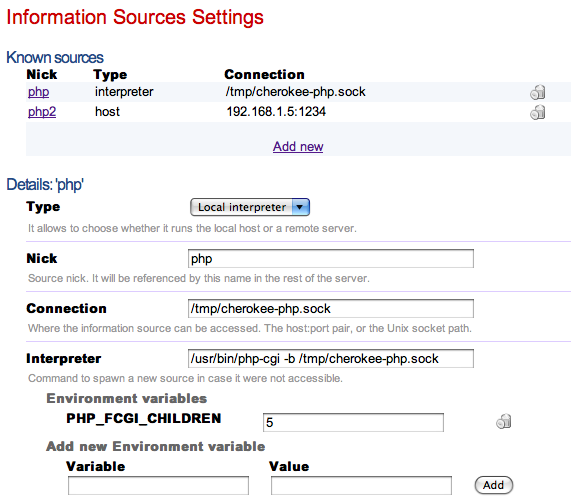 Information Sources Settings
Known sources
Nick Type Connection
php interpreter /tmp/cherokee-php.sock
php2 host 192.168.1.5:1234
Add new
Details: 'php'
Type Local interpreter
It allows to choose whether it runs the local host or a remote server.
Nick php
Source nick. It will be referenced by this name in the rest of the server.
Connection /tmp/cherokee-php.sock
Where the information source can be accessed. The host:port pair, or the Unix socket path.
Interpreter /usr/bin/php-cgi -b /tmp/cherokee-php.sock
Command to spawn a new source in case it were not accessible.
Environment variables
PHP_FCGI_CHILDREN 5
Add new Environment variable
Variable Value
Add